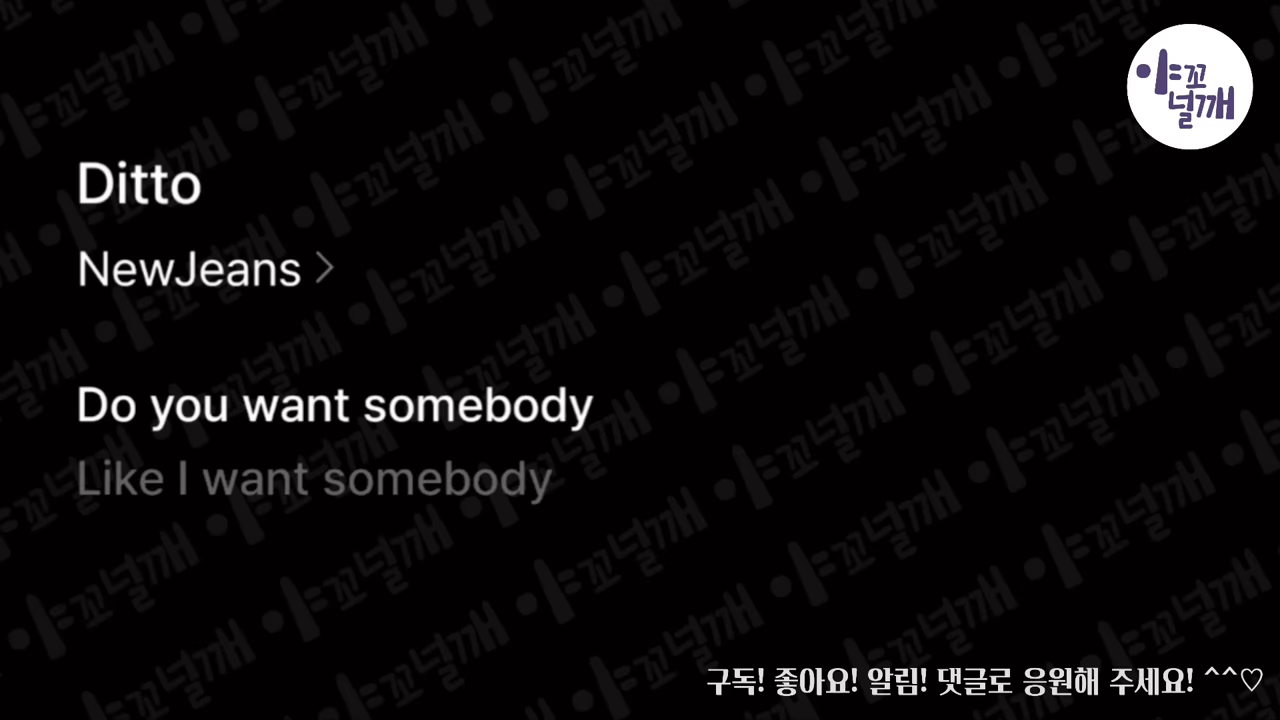 야꼬
널깨
Ditto
NewJeans >
Do you want somebody
Like I want somebody
구독! 좋아요! 알림! 댓글로 응원해 주세요! ^^♡